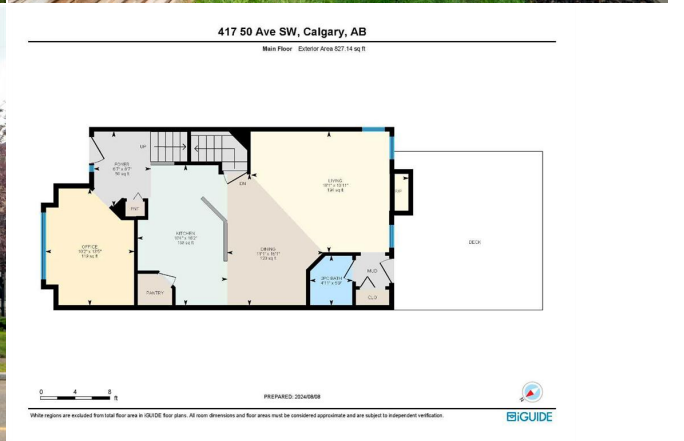 417 50 Ave SW, Calgary, AB
Main Floor Exterior Area 827.14 sq ft
UP
FOYER
DN
LIVING
KITCHEN
DINING
OFFICE
DECK
MUD
2PC BATH
PANTRY
CLO
0 4 8
ft
PREPARED: 2024/08/08
White regions are excluded from total floor area in iGUIDE floor plans. All room dimensions and floor areas must be considered approximate and are subject to independent verification.
iGUIDE